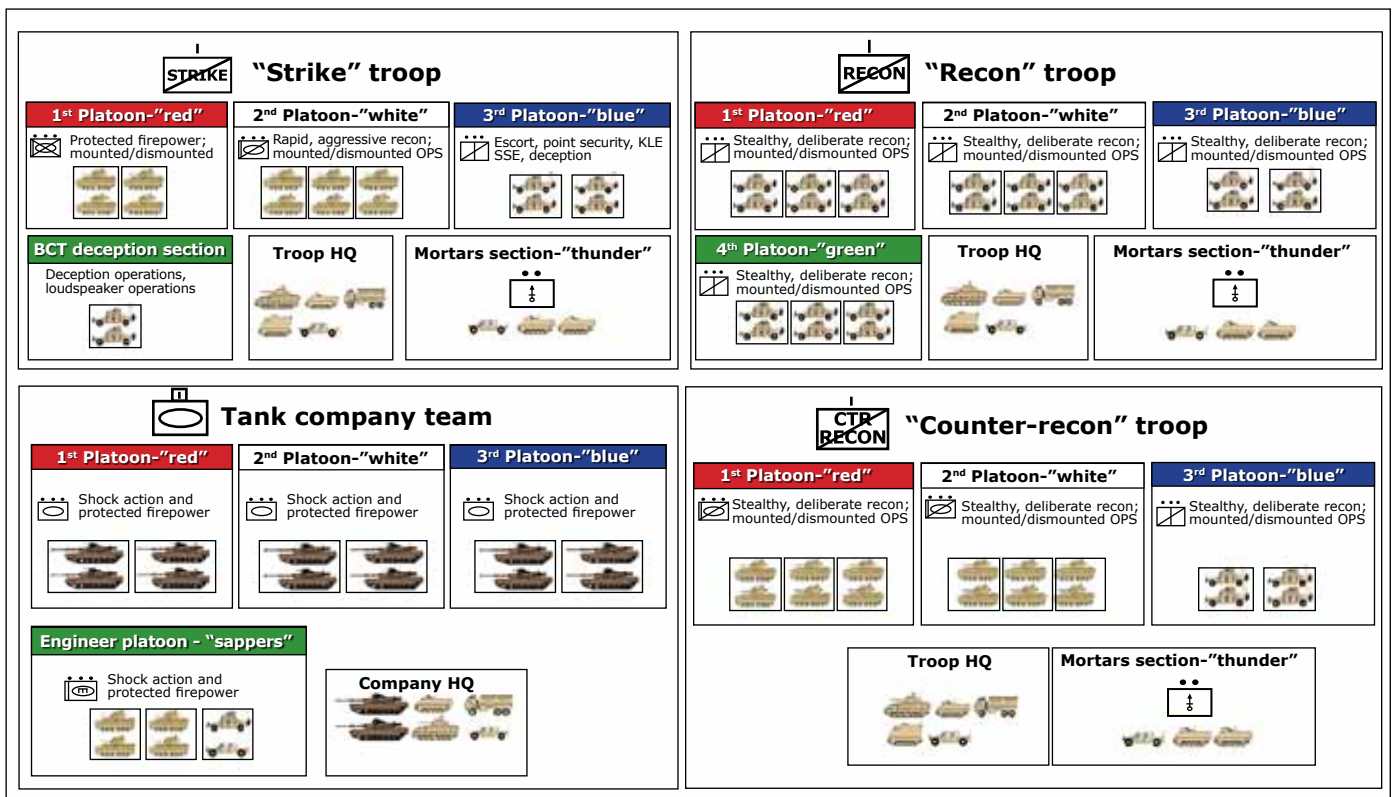 STRIKE
“Strike” troop
1st Platoon-”red”
Protected firepower;
mounted/dismounted
2nd Platoon-”white”
Rapid, aggressive recon;
mounted/dismounted OPS
3rd Platoon-”blue”
Escort, point security, KLE
SSE, deception
BCT deception section
Deception operations,
loudspeaker operations
Troop HQ
Mortars section-”thunder”
RECON
“Recon” troop
1st Platoon-”red”
Stealthy, deliberate recon;
mounted/dismounted OPS
2nd Platoon-”white”
Stealthy, deliberate recon;
mounted/dismounted OPS
3rd Platoon-”blue”
Stealthy, deliberate recon;
mounted/dismounted OPS
4th Platoon-”green”
Stealthy, deliberate recon;
mounted/dismounted OPS
Troop HQ
Mortars section-”thunder”
Tank company team
1st Platoon-”red”
Shock action and
protected firepower
2nd Platoon-”white”
Shock action and
protected firepower
3rd Platoon-”blue”
Shock action and
protected firepower
Engineer platoon - “sappers”
E
Shock action and
protected firepower
Company HQ
CTR
RECON
“Counter-recon” troop
1st Platoon-”red”
Stealthy, deliberate recon;
mounted/dismounted OPS
2nd Platoon-”white”
Stealthy, deliberate recon;
mounted/dismounted OPS
3rd Platoon-”blue”
Stealthy, deliberate recon;
mounted/dismounted OPS
Troop HQ
Mortars section-”thunder”